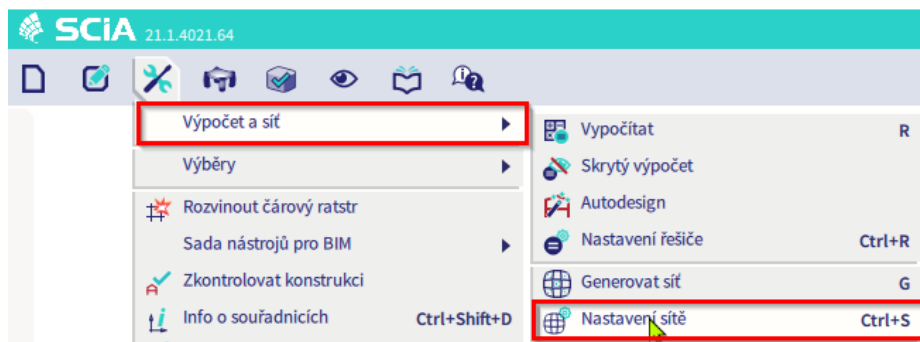 SCiA 21.1.4021.64
Výpočet a síť
Výběry
Rozvinout čárový ratstr
Sada nástrojů pro BIM
Zkontrolovat konstrukci
Info o souřadnicích Ctrl+Shift+D
Vypočítat R
Skrytý výpočet
Autodesign
Nastavení řešiče Ctrl+R
Generovat síť G
Nastavení sítě Ctrl+S